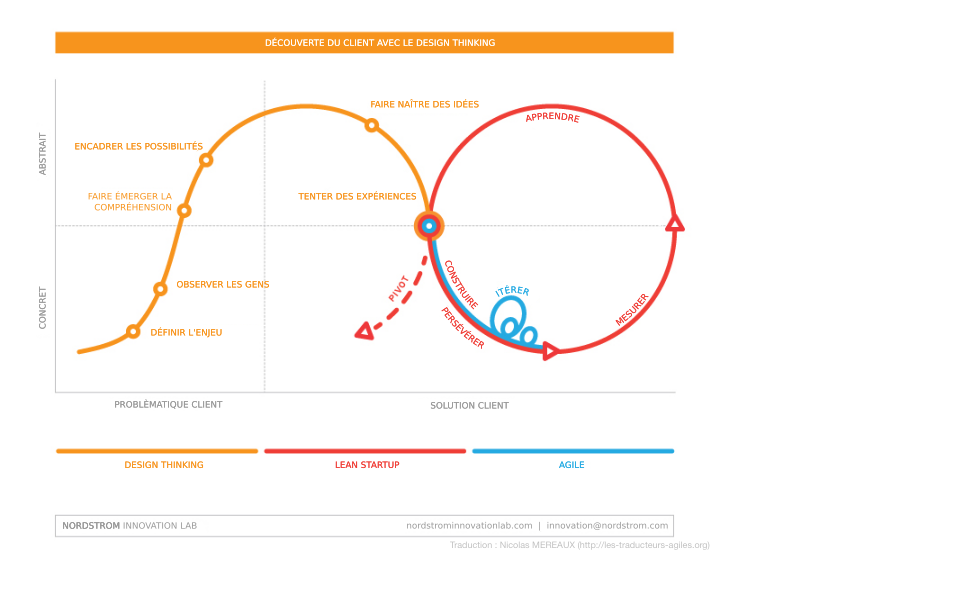 DÉCOUVERTE DU CLIENT AVEC LE DESIGN THINKING
FAIRE NAÎTRE DES IDÉES
APPRENDRE
ENCADRER LES POSSIBILITÉS
ABSTRAIT
FAIRE ÉMERGER LA
COMPRÉHENSION
TENTER DES EXPÉRIENCES
OBSERVER LES GENS
CONSTRUIRE
PIVOT
ITÉRER
CONCRET
MESURER
PERSÉVÉRER
DÉFINIR L'ENJEU
PROBLÉMATIQUE CLIENT
SOLUTION CLIENT
DESIGN THINKING
LEAN STARTUP
AGILE
NORDSTROM INNOVATION LAB
nordstrominnovationlab.com | innovation@nordstrom.com
Traduction : Nicolas MEREAUX (http://les-traducteurs-agiles.org)